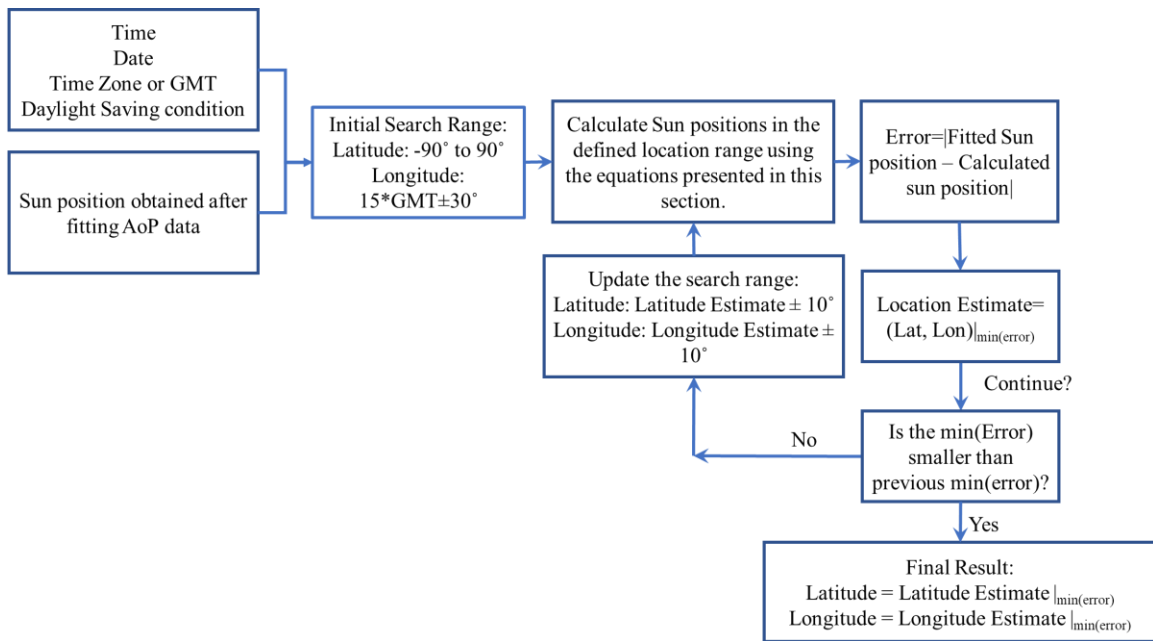 Time
Date
Time Zone or GMT
Daylight Saving condition
Sun position obtained after
fitting AoP data
Initial Search Range:
Latitude: -90˚ to 90˚
Longitude:
15*GMT±30˚
Calculate Sun positions in the
defined location range using
the equations presented in this
section.
Error=|Fitted Sun
position – Calculated
sun position|
Update the search range:
Latitude: Latitude Estimate ± 10˚
Longitude: Longitude Estimate ±
10˚
Location Estimate=
(Lat, Lon)|min(error)
Continue?
Is the min(Error)
smaller than
previous min(error)?
No
Yes
Final Result:
Latitude = Latitude Estimate |min(error)
Longitude = Longitude Estimate |min(error)